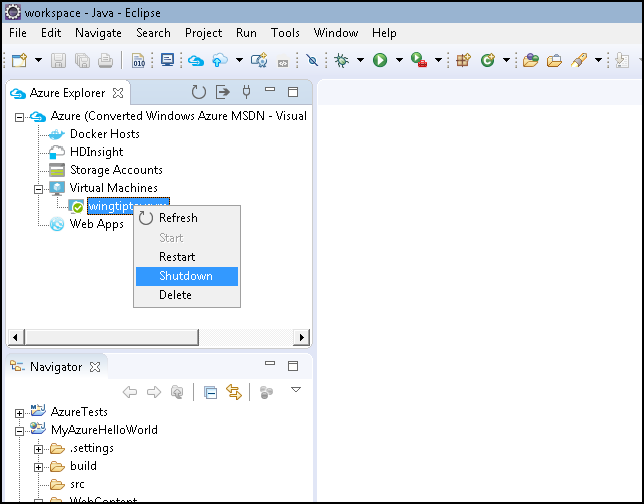 workspace - Java - Eclipse
File Edit Navigate Search Project Run Tools Window Help
010
Azure Explorer
Azure (Converted Windows Azure MSDN - Visual
Docker Hosts
HDInsight
Storage Accounts
Virtual Machines
Refresh
Web Apps
Start
Restart
Shutdown
Delete
Navigator
AzureTests
MyAzureHelloWorld
.settings
build
src
WebContent